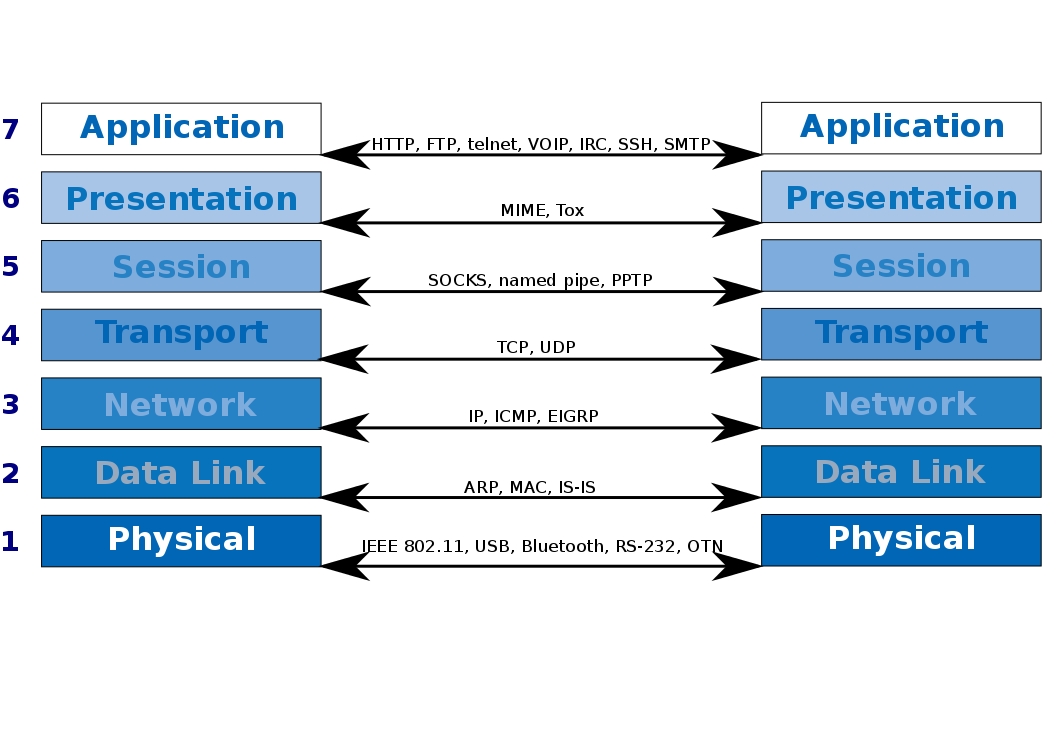 7 Application HTTP, FTP, telnet, VOIP, IRC, SSH, SMTP Application
6 Presentation MIME, Tox Presentation
5 Session SOCKS, named pipe, PPTP Session
4 Transport TCP, UDP Transport
3 Network IP, ICMP, EIGRP Network
2 Data Link ARP, MAC, IS-IS Data Link
1 Physical IEEE 802.11, USB, Bluetooth, RS-232, OTN Physical